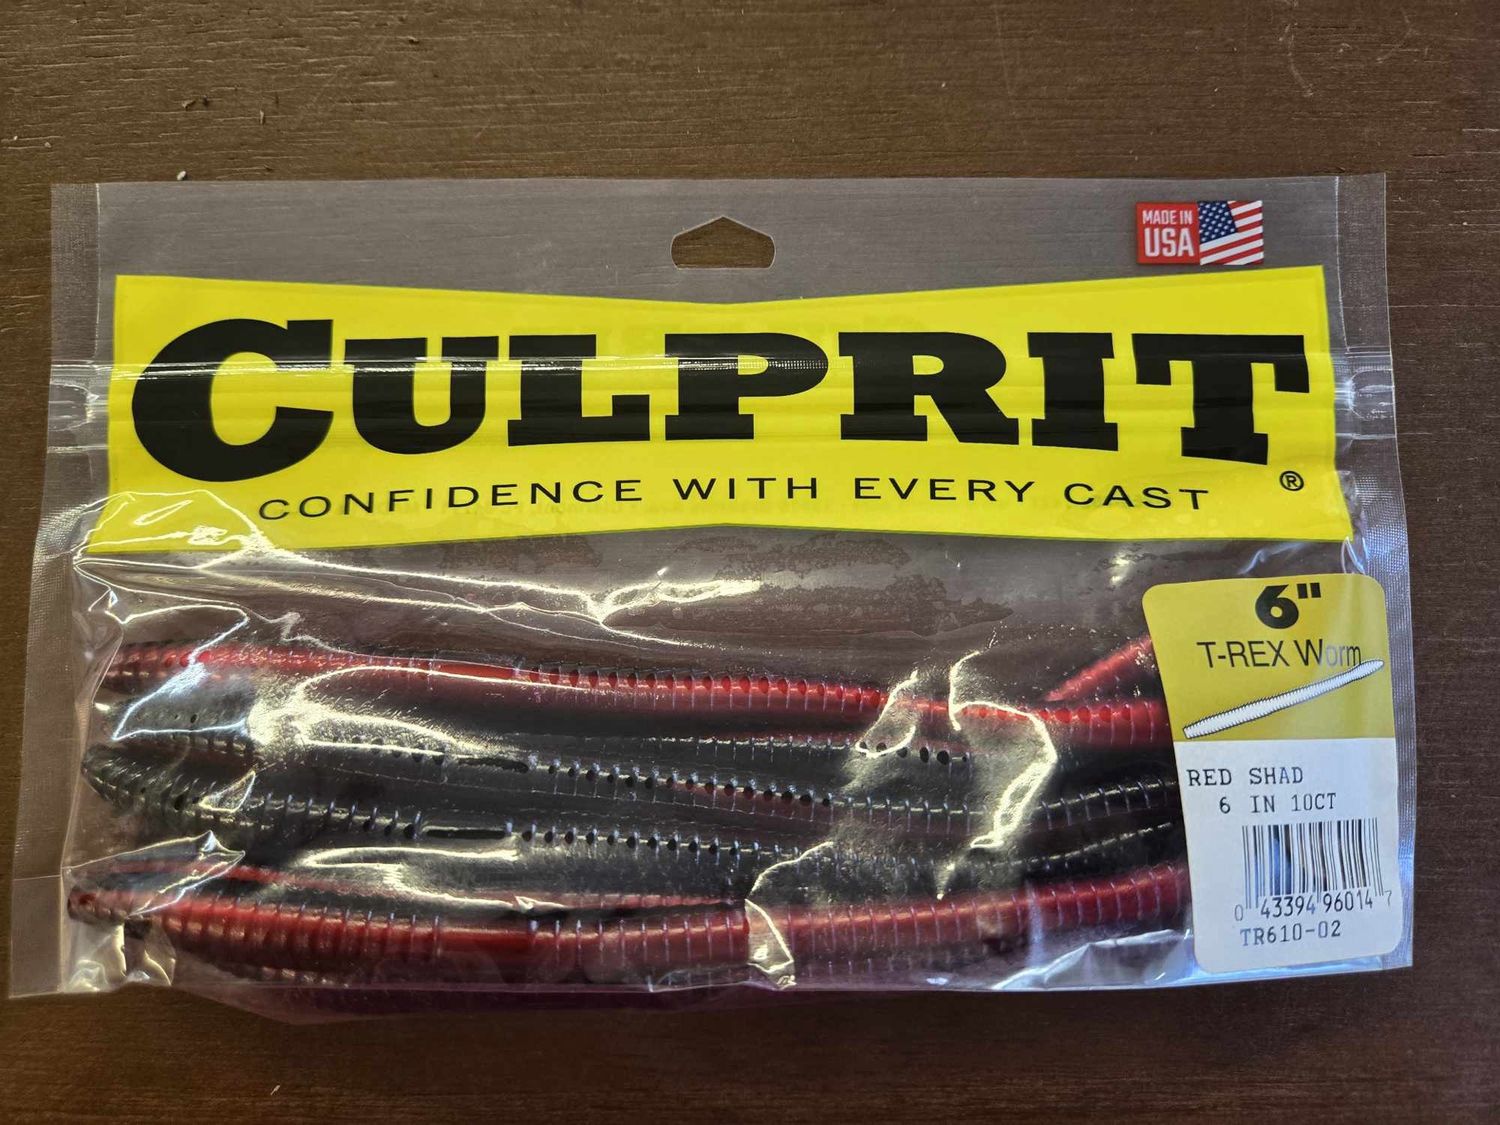 MADE IN
USA
CULPRIT®
CONFIDENCE WITH EVERY CAST
6"
T-REX Worm
RED SHAD
6 IN 10CT
0 43394 96014 7
TR610-02